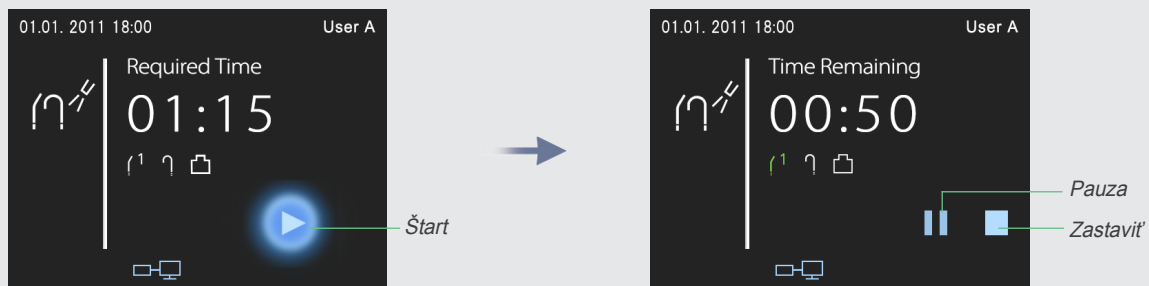 01.01. 2011 18:00 User A
Required Time
01:15
1
Štart
01.01. 2011 18:00 User A
Time Remaining
00:50
1
Pauza
Zastaviť